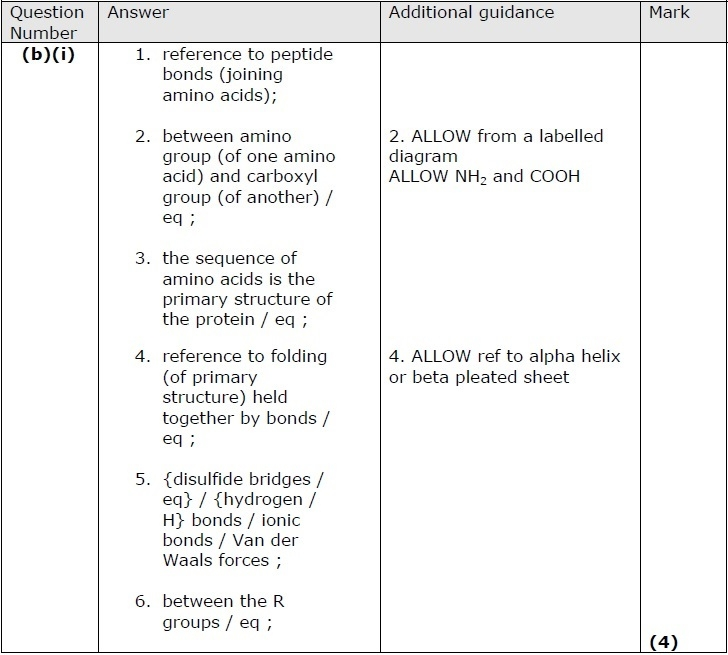 Question Number
Answer
Additional guidance
Mark
(b)(i)
1. reference to peptide
bonds (joining
amino acids);
2. between amino
group (of one amino
acid) and carboxyl
group (of another) /
eq ;
2. ALLOW from a labelled
diagram
ALLOW NH₂ and COOH
3. the sequence of
amino acids is the
primary structure of
the protein / eq ;
4. reference to folding
(of primary
structure) held
together by bonds /
eq ;
4. ALLOW ref to alpha helix
or beta pleated sheet
5. {disulfide bridges /
eq} / {hydrogen /
H} bonds / ionic
bonds / Van der
Waals forces ;
6. between the R
groups / eq ;
(4)